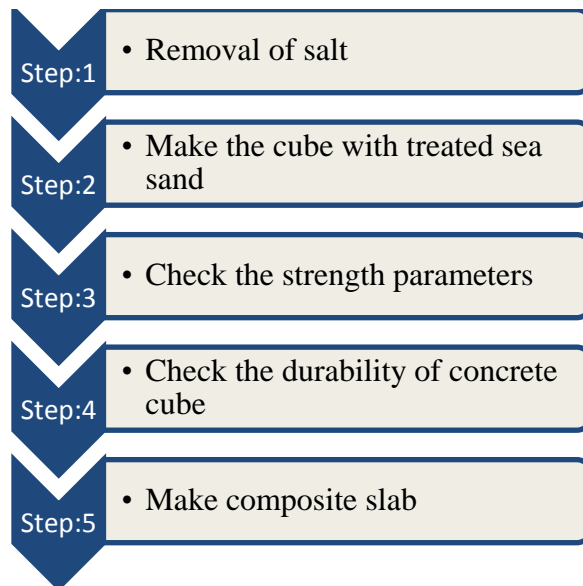 Step:1
• Removal of salt
Step:2
• Make the cube with treated sea
sand
Step:3
• Check the strength parameters
Step:4
• Check the durability of concrete
cube
Step:5
• Make composite slab